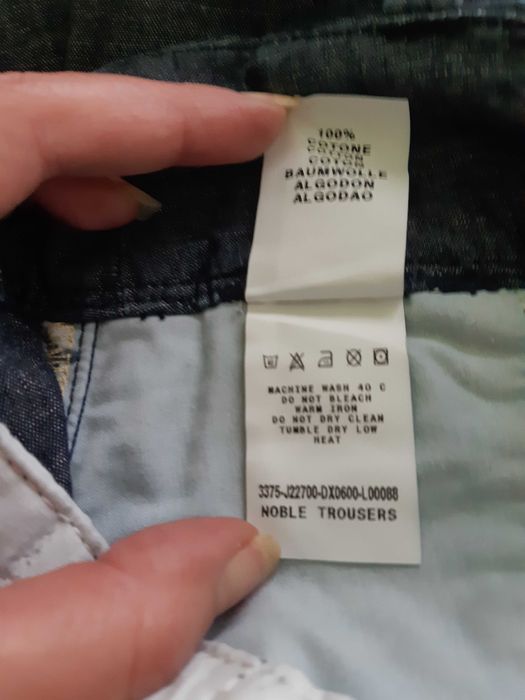 100%
COTONE
COTON
BAUMWOLLE
ALGODON
ALGODAO
MACHINE WASH 40 C
DO NOT BLEACH
WARM IRON
DO NOT DRY CLEAN
TUMBLE DRY LOW
HEAT
3375-J22700-DX0600-L00088
NOBLE TROUSERS